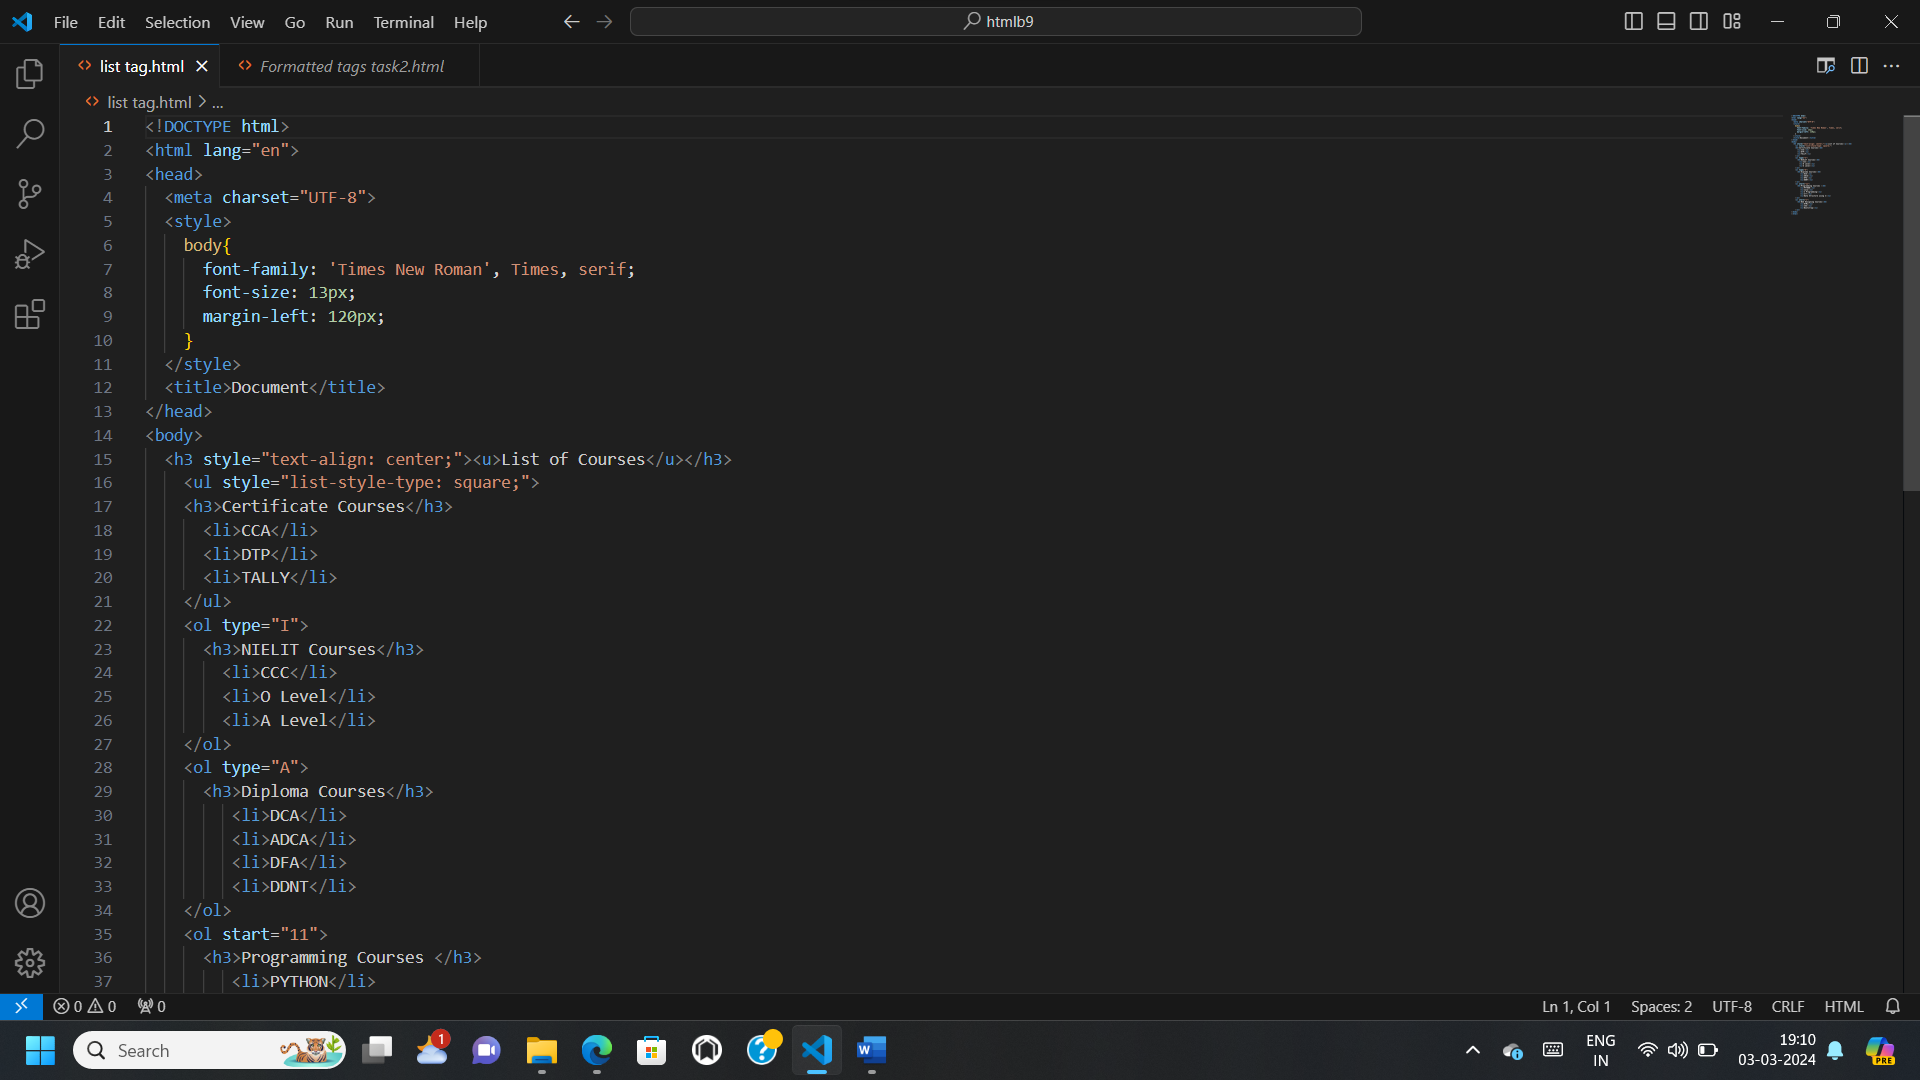 File Edit Selection View Go Run Terminal Help
htmlb9
list tag.html
Formatted tags task2.html
list tag.html > ...
1 <!DOCTYPE html>
2 <html lang="en">
3 <head>
4 <meta charset="UTF-8">
5 <style>
6 body{
7 font-family: 'Times New Roman', Times, serif;
8 font-size: 13px;
9 margin-left: 120px;
10 }
11 </style>
12 <title>Document</title>
13 </head>
14 <body>
15 <h3 style="text-align: center;"><u>List of Courses</u></h3>
16 <ul style="list-style-type: square;">
17 <h3>Certificate Courses</h3>
18 <li>CCA</li>
19 <li>DTP</li>
20 <li>TALLY</li>
21 </ul>
22 <ol type="I">
23 <h3>NIELIT Courses</h3>
24 <li>CCC</li>
25 <li>O Level</li>
26 <li>A Level</li>
27 </ol>
28 <ol type="A">
29 <h3>Diploma Courses</h3>
30 <li>DCA</li>
31 <li>ADCA</li>
32 <li>DFA</li>
33 <li>DDNT</li>
34 </ol>
35 <ol start="11">
36 <h3>Programming Courses </h3>
37 <li>PYTHON</li>
0 0 0
Ln 1, Col 1 Spaces: 2 UTF-8 CRLF HTML
Search
1
W
ENG
IN
19:10
03-03-2024
PRE